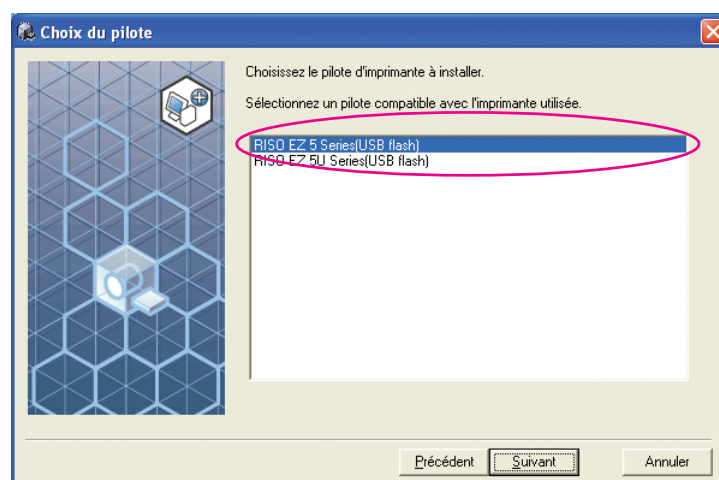 Choix du pilote
Choisissez le pilote d'imprimante à installer.
Sélectionnez un pilote compatible avec l'imprimante utilisée.
RISO EZ 5 Series(USB flash)
RISO EZ 5U Series(USB flash)
Précédent
Suivant
Annuler